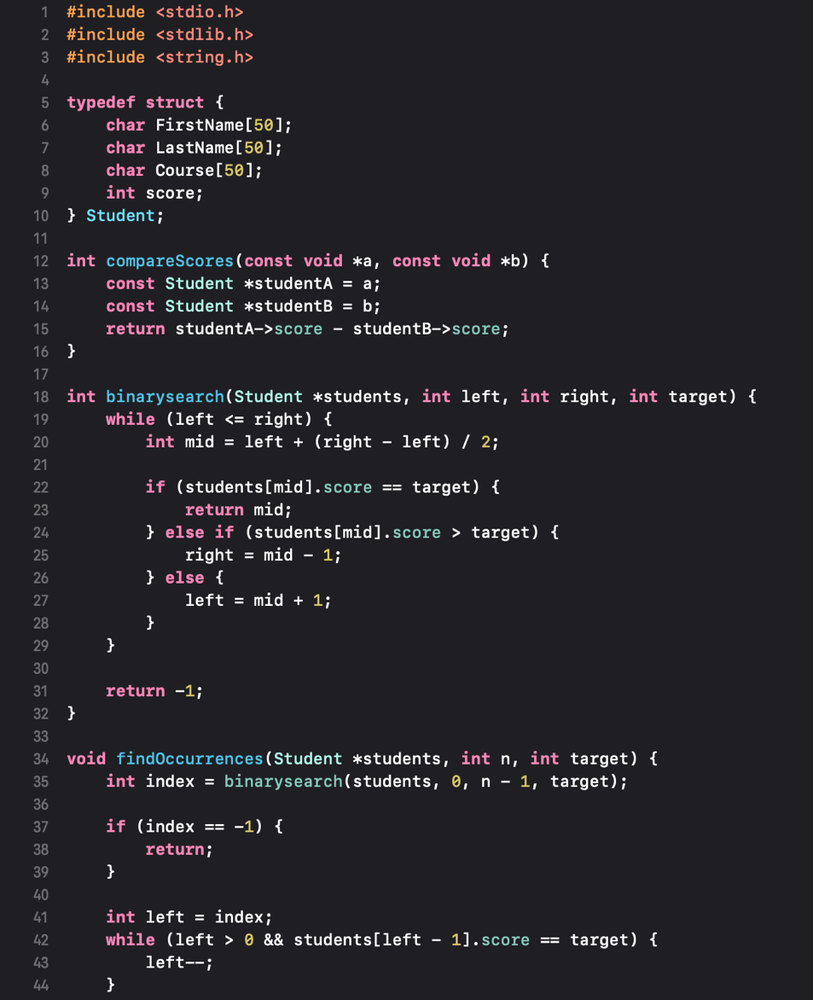 1 #include <stdio.h>
2 #include <stdlib.h>
3 #include <string.h>
4
5 typedef struct {
6     char FirstName[50];
7     char LastName[50];
8     char Course[50];
9     int score;
10 } Student;
11
12 int compareScores(const void *a, const void *b) {
13     const Student *studentA = a;
14     const Student *studentB = b;
15     return studentA->score - studentB->score;
16 }
17
18 int binarysearch(Student *students, int left, int right, int target) {
19     while (left <= right) {
20         int mid = left + (right - left) / 2;
21
22         if (students[mid].score == target) {
23             return mid;
24         } else if (students[mid].score > target) {
25             right = mid - 1;
26         } else {
27             left = mid + 1;
28         }
29     }
30
31     return -1;
32 }
33
34 void findOccurrences(Student *students, int n, int target) {
35     int index = binarysearch(students, 0, n - 1, target);
36
37     if (index == -1) {
38         return;
39     }
40
41     int left = index;
42     while (left > 0 && students[left - 1].score == target) {
43         left--;
44     }